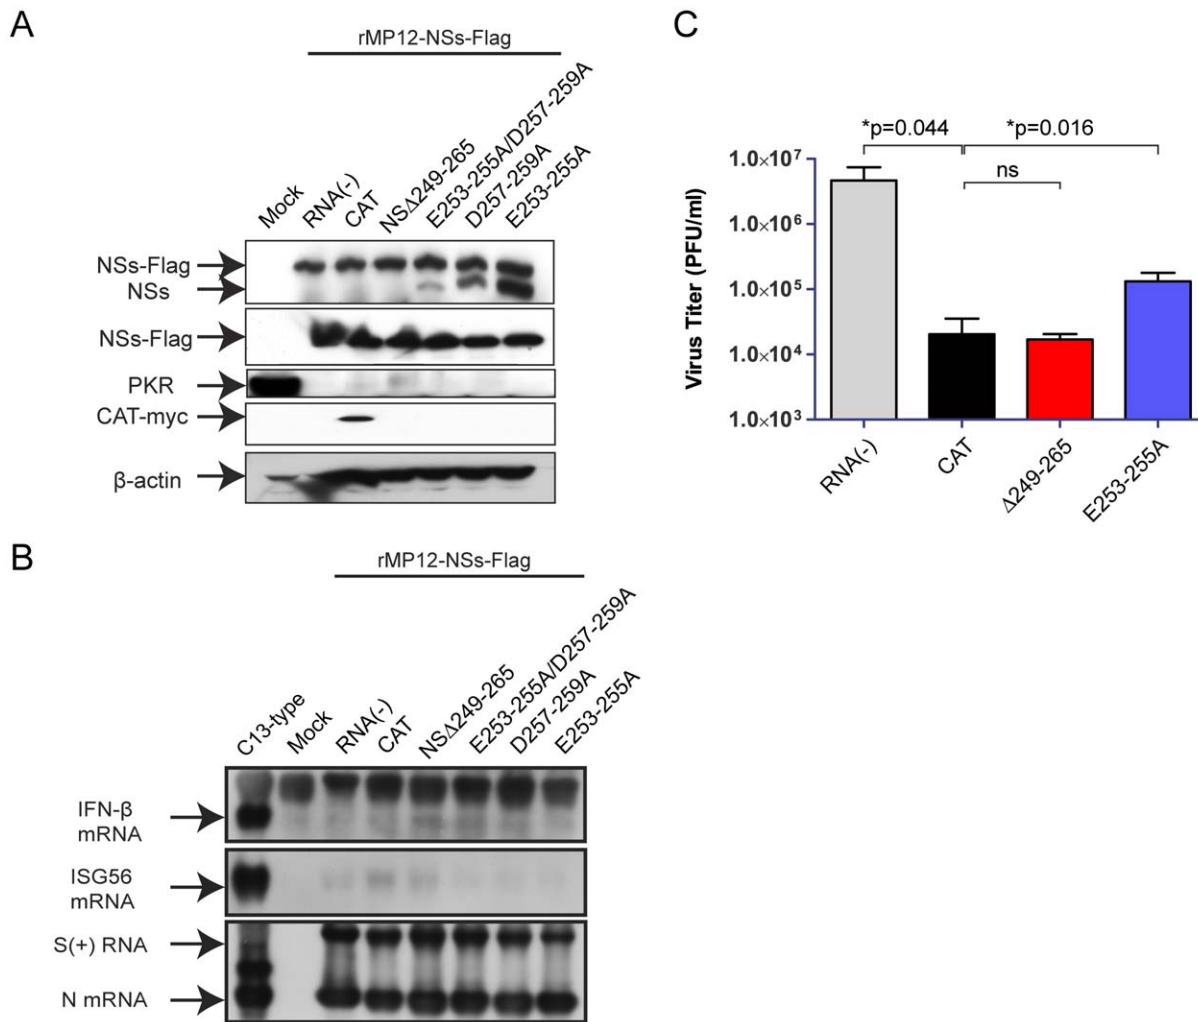 A
rMP12-NSs-Flag
Mock
RNA(-)
CAT
NSΔ249-265
E253-255A/D257-259A
D257-259A
E253-255A
NSs-Flag
NSs
NSs-Flag
PKR
CAT-myc
β-actin
B
rMP12-NSs-Flag
C13-type
Mock
RNA(-)
CAT
NSΔ249-265
E253-255A/D257-259A
D257-259A
E253-255A
IFN-β
mRNA
ISG56
mRNA
S(+) RNA
N mRNA
C
*p=0.044
*p=0.016
ns
Virus Titer (PFU/ml)
1.0×10⁷
1.0×10⁶
1.0×10⁵
1.0×10⁴
1.0×10³
RNA(-)
CAT
Δ249-265
E253-255A